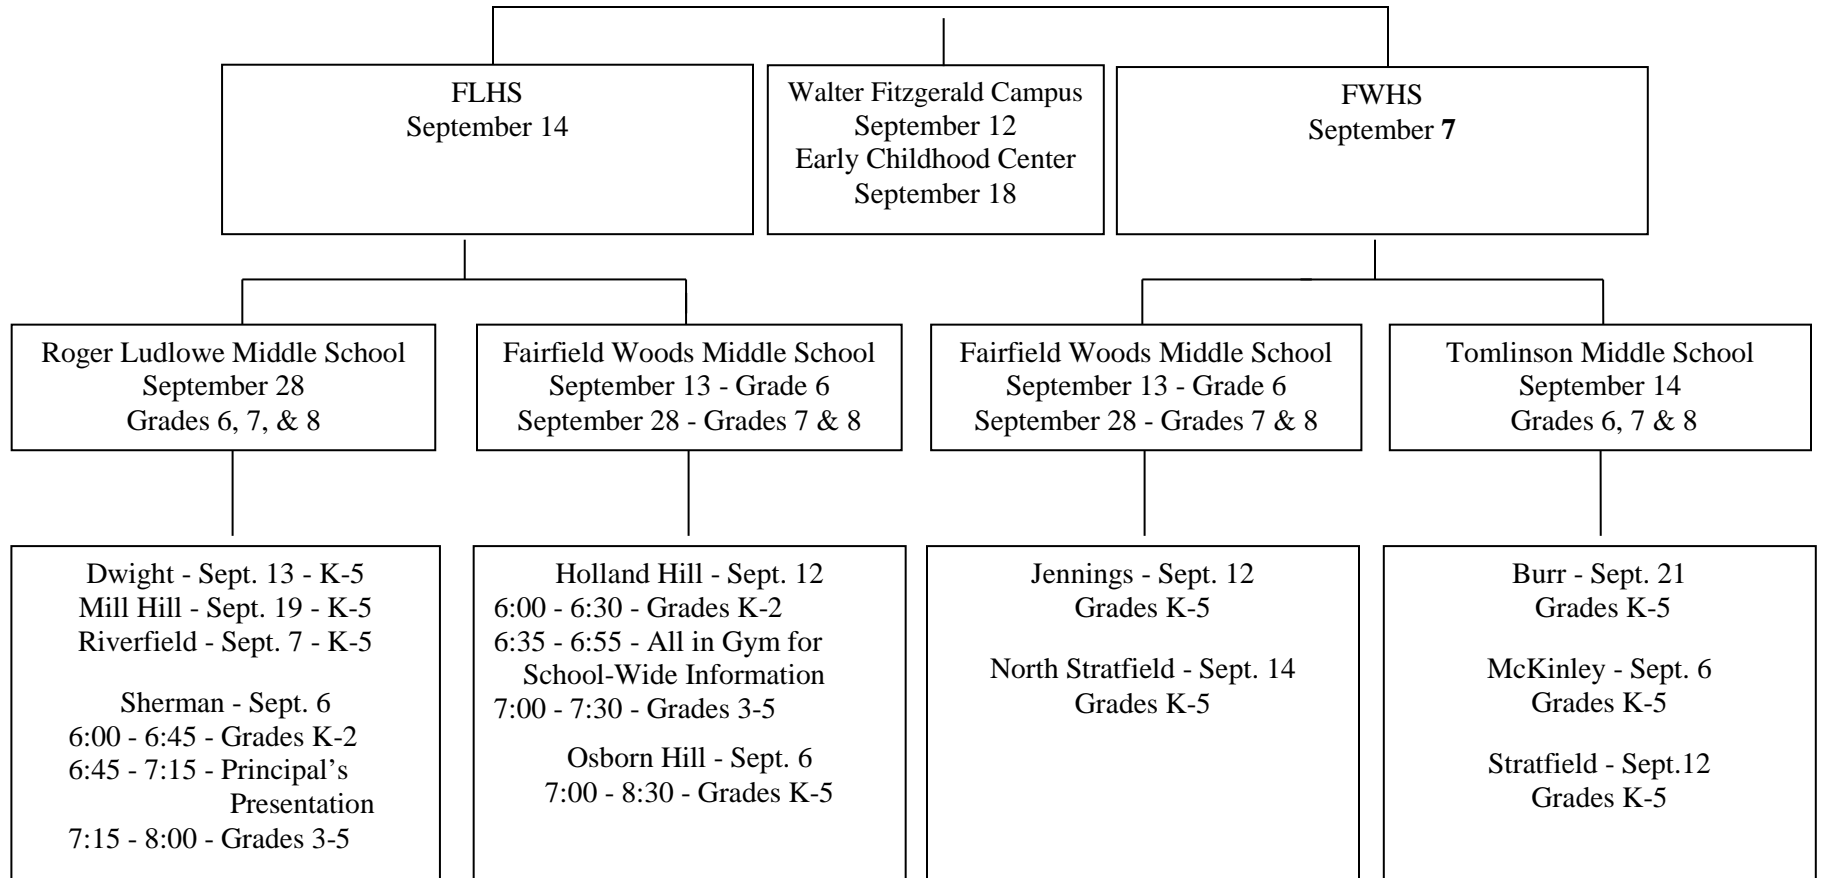 FLHS
September 14
Walter Fitzgerald Campus
September 12
Early Childhood Center
September 18
FWHS
September 7
Roger Ludlowe Middle School
September 28
Grades 6, 7, & 8
Fairfield Woods Middle School
September 13 - Grade 6
September 28 - Grades 7 & 8
Fairfield Woods Middle School
September 13 - Grade 6
September 28 - Grades 7 & 8
Tomlinson Middle School
September 14
Grades 6, 7 & 8
Dwight - Sept. 13 - K-5
Mill Hill - Sept. 19 - K-5
Riverfield - Sept. 7 - K-5
Sherman - Sept. 6
6:00 - 6:45 - Grades K-2
6:45 - 7:15 - Principal’s
Presentation
7:15 - 8:00 - Grades 3-5
Holland Hill - Sept. 12
6:00 - 6:30 - Grades K-2
6:35 - 6:55 - All in Gym for
School-Wide Information
7:00 - 7:30 - Grades 3-5
Osborn Hill - Sept. 6
7:00 - 8:30 - Grades K-5
Jennings - Sept. 12
Grades K-5
North Stratfield - Sept. 14
Grades K-5
Burr - Sept. 21
Grades K-5
McKinley - Sept. 6
Grades K-5
Stratfield - Sept.12
Grades K-5